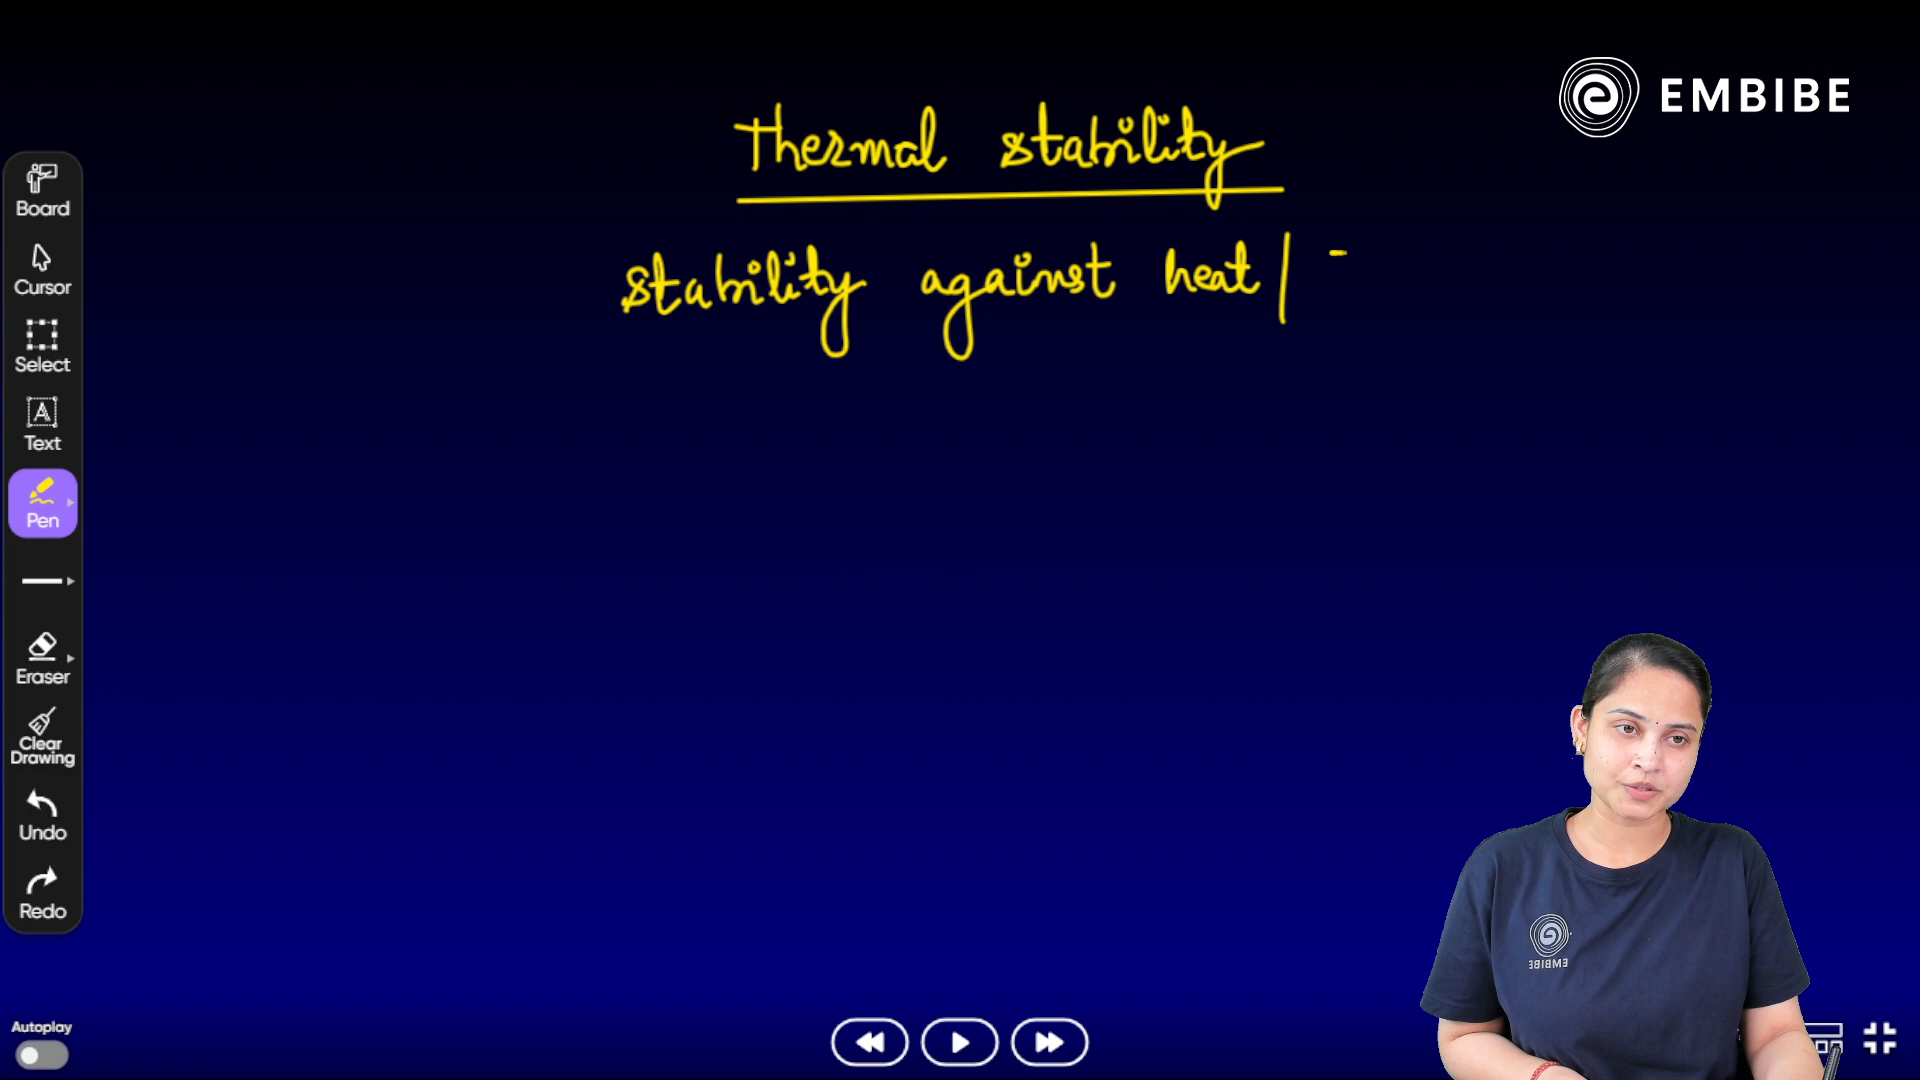 EMBIBE
Thermal stability
stability against heat/
Board
Cursor
Select
Text
Pen
Eraser
Clear
Drawing
Undo
Redo
Autoplay
EMBIBE